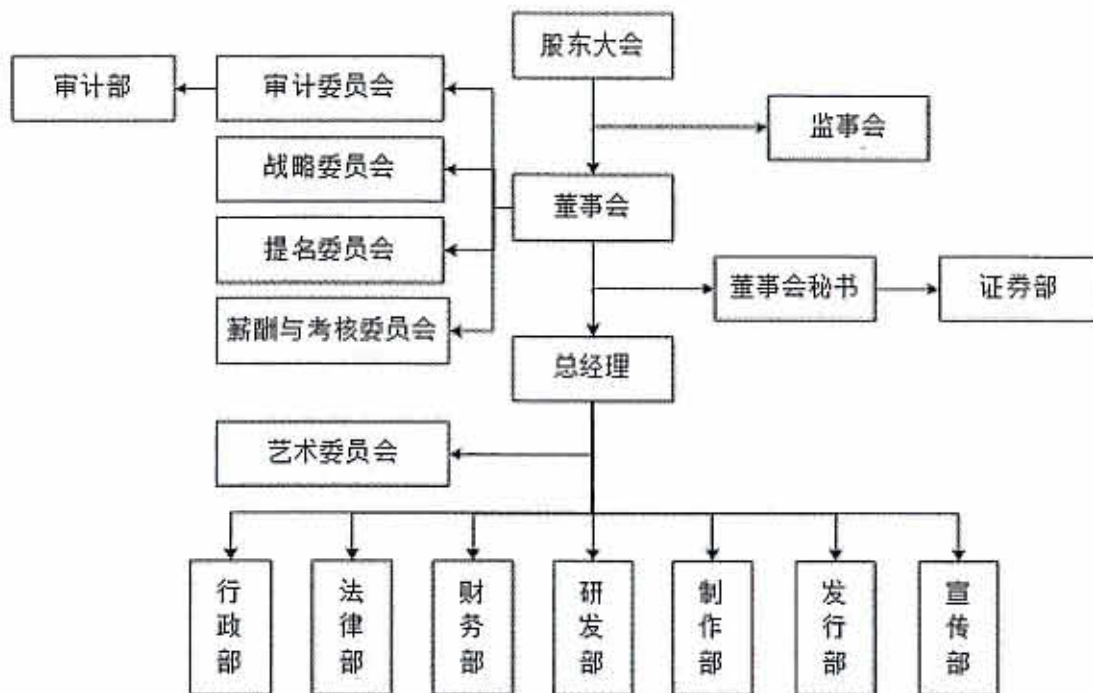 股东大会
审计部
审计委员会
监事会
战略委员会
董事会
提名委员会
董事会秘书
证券部
薪酬与考核委员会
总经理
艺术委员会
行政部
法律部
财务部
研发部
制作部
发行部
宣传部